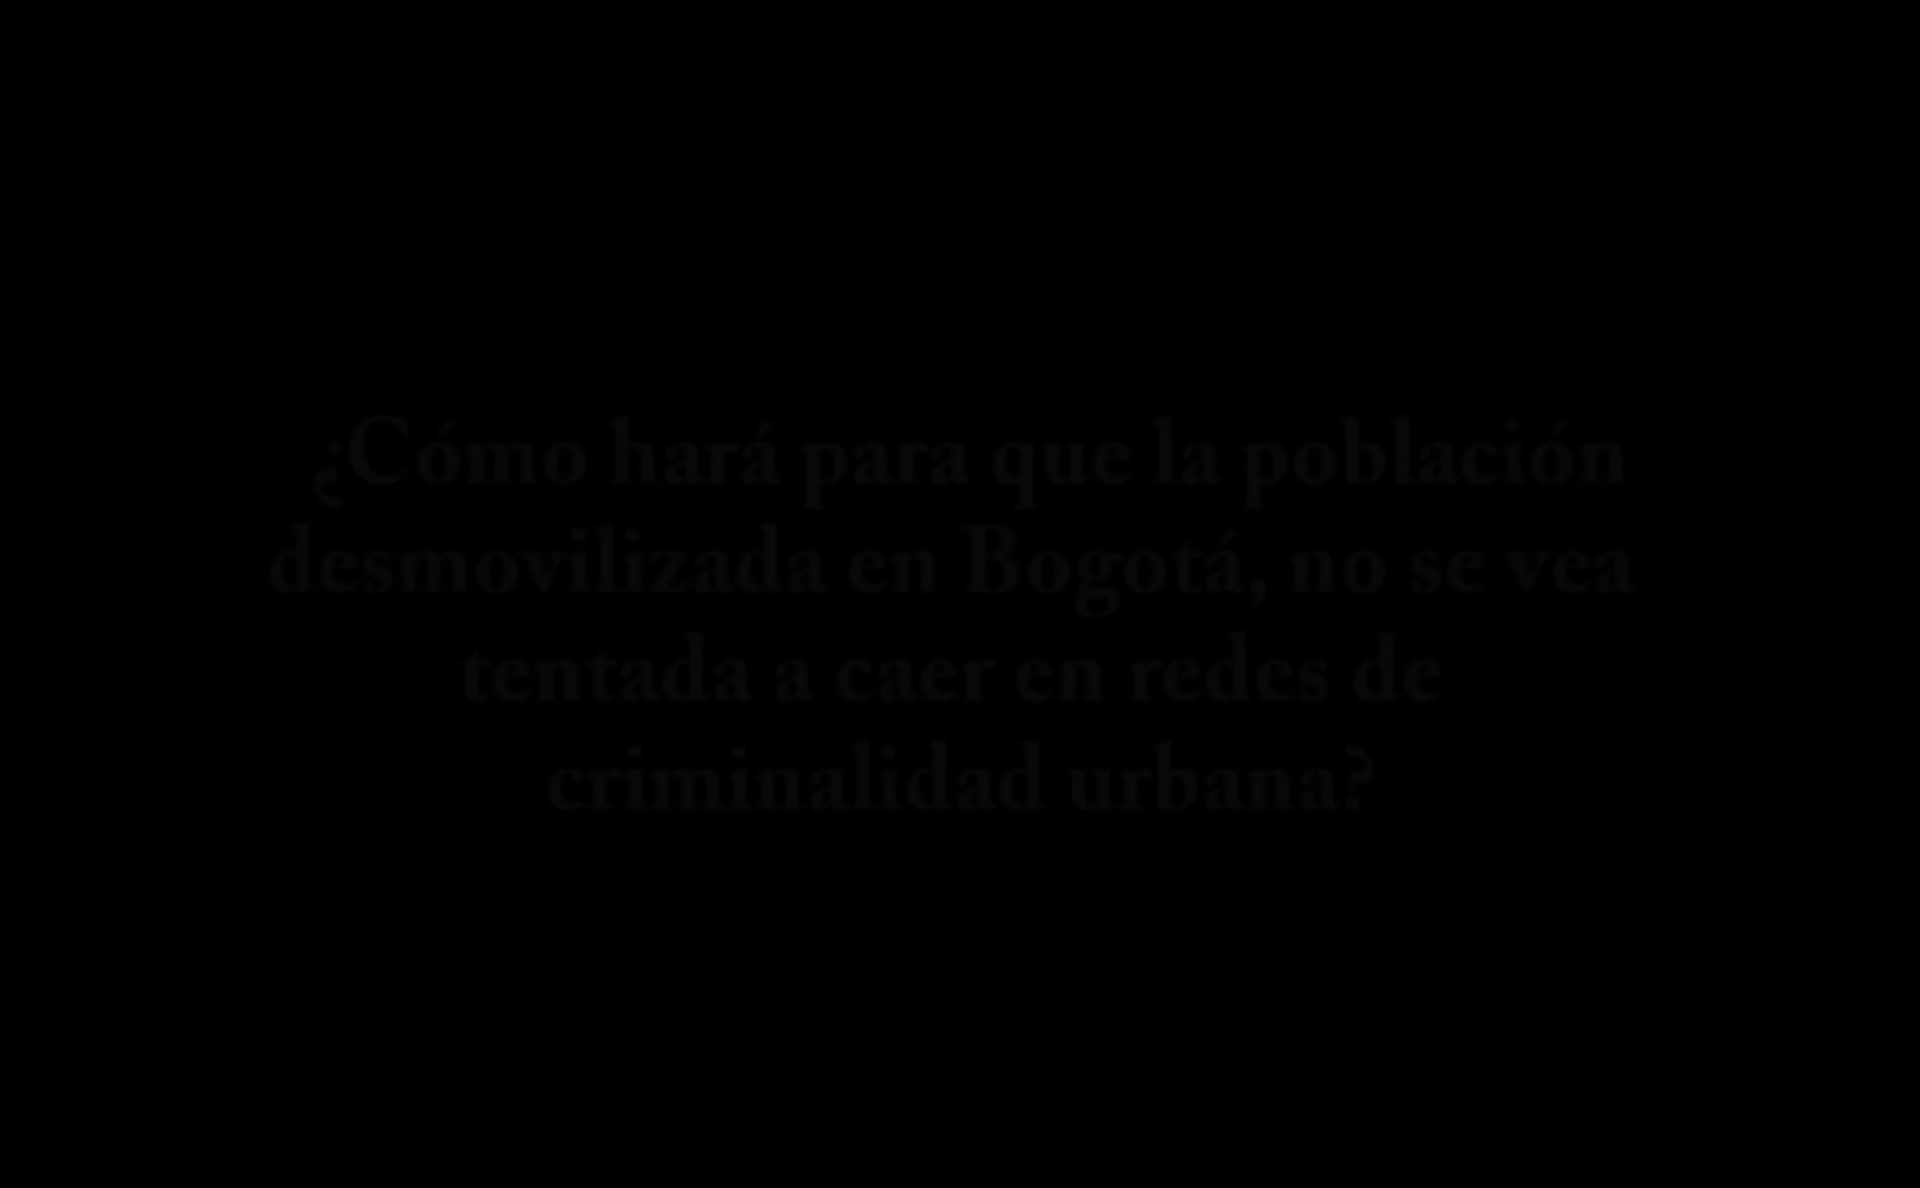 ¿Cómo hará para que la población
desmovilizada en Bogotá, no se vea
tentada a caer en redes de
criminalidad urbana?